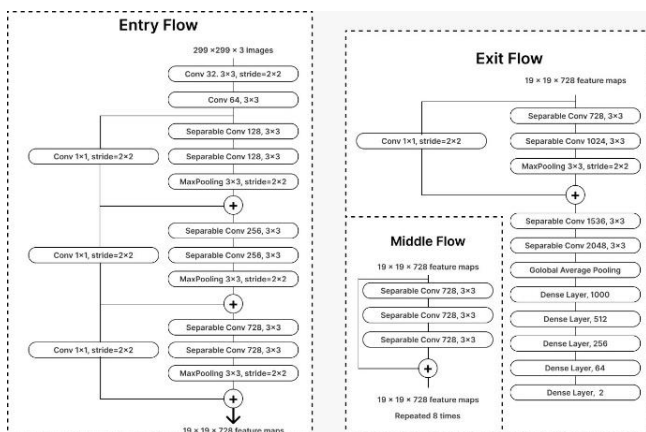 Entry Flow
299 ×299 × 3 Images
Conv 32. 3×3, stride=2×2
Conv 64, 3×3
Separable Conv 128, 3×3
Conv 1×1, stride=2×2
Separable Conv 128, 3×3
MaxPooling 3×3, stride=2×2
+
Separable Conv 256, 3×3
Conv 1×1, stride=2×2
Separable Conv 256, 3×3
MaxPooling 3×3, stride=2×2
+
Separable Conv 728, 3×3
Conv 1×1, stride=2×2
Separable Conv 728, 3×3
MaxPooling 3×3, stride=2×2
+
19 × 19 × 728 feature maps
Middle Flow
19 × 19 × 728 feature maps
Separable Conv 728, 3×3
Separable Conv 728, 3×3
Separable Conv 728, 3×3
+
19 × 19 × 728 feature maps
Repeated 8 times
Exit Flow
19 × 19 × 728 feature maps
Separable Conv 728, 3×3
Conv 1×1, stride=2×2
Separable Conv 1024, 3×3
MaxPooling 3×3, stride=2×2
+
Separable Conv 1536, 3×3
Separable Conv 2048, 3×3
Golobal Average Pooling
Dense Layer, 1000
Dense Layer, 512
Dense Layer, 256
Dense Layer, 64
Dense Layer, 2